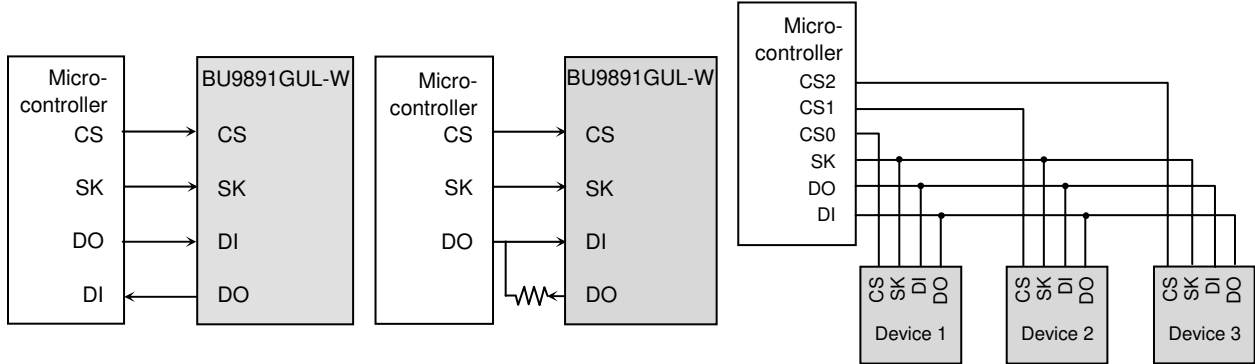 Micro-
controller
CS
SK
DO
DI
BU9891GUL-W
CS
SK
DI
DO
Micro-
controller
CS
SK
DO
BU9891GUL-W
CS
SK
DI
DO
Micro-
controller
CS2
CS1
CS0
SK
DO
DI
CS
SK
DI
DO
Device 1
CS
SK
DI
DO
Device 2
CS
SK
DI
DO
Device 3